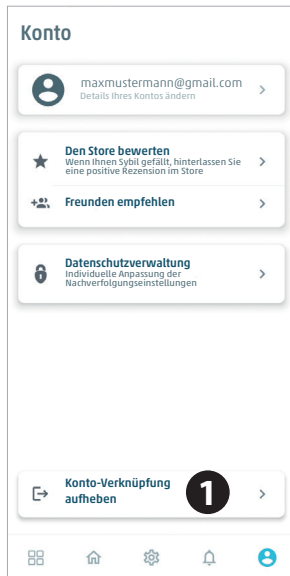 Konto
maxmustermann@gmail.com
Details Ihres Kontos ändern
Den Store bewerten
Wenn Ihnen Sybil gefällt, hinterlassen Sie
eine positive Rezension im Store
Freunden empfehlen
Datenschutzverwaltung
Individuelle Anpassung der
Nachverfolgungseinstellungen
Konto-Verknüpfung
aufheben
1